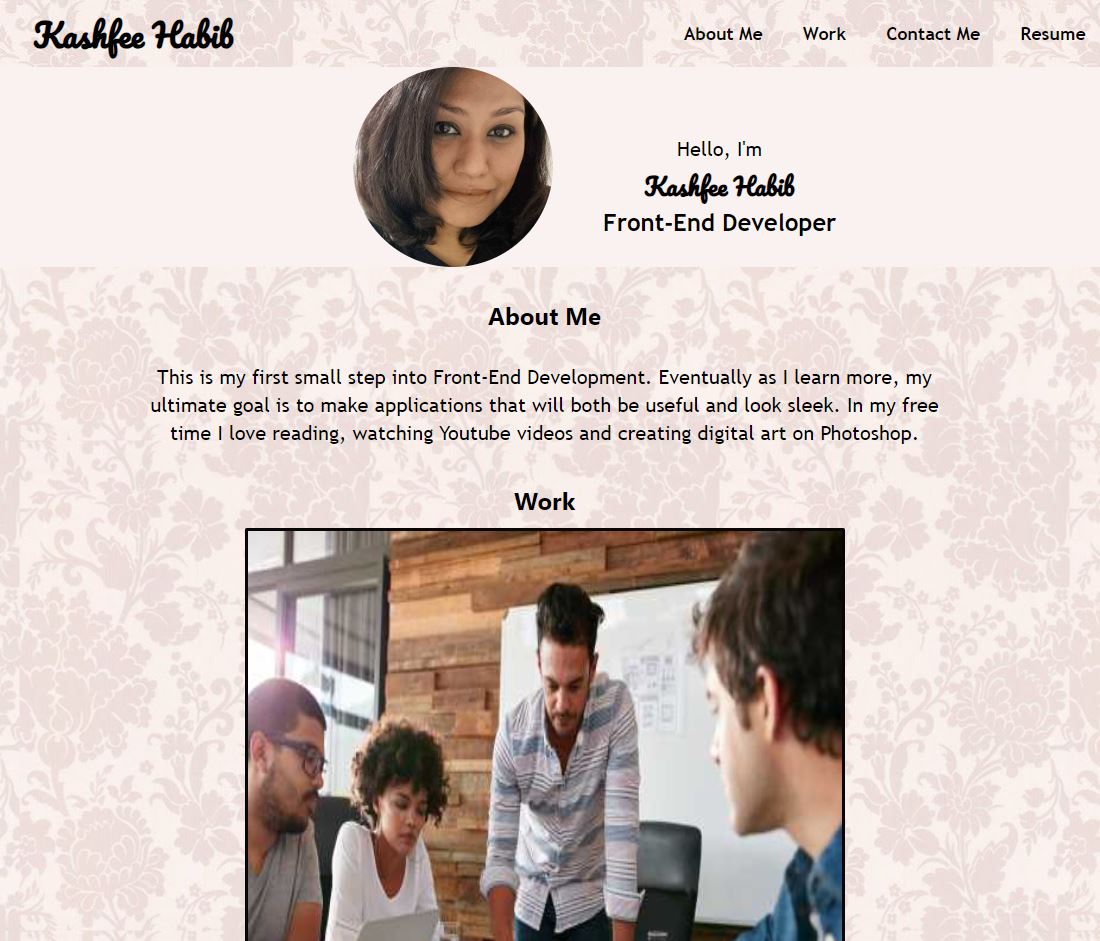 Kashfee Habib
About Me Work Contact Me Resume
Hello, I'm
Kashfee Habib
Front-End Developer
About Me
This is my first small step into Front-End Development. Eventually as I learn more, my
ultimate goal is to make applications that will both be useful and look sleek. In my free
time I love reading, watching Youtube videos and creating digital art on Photoshop.
Work